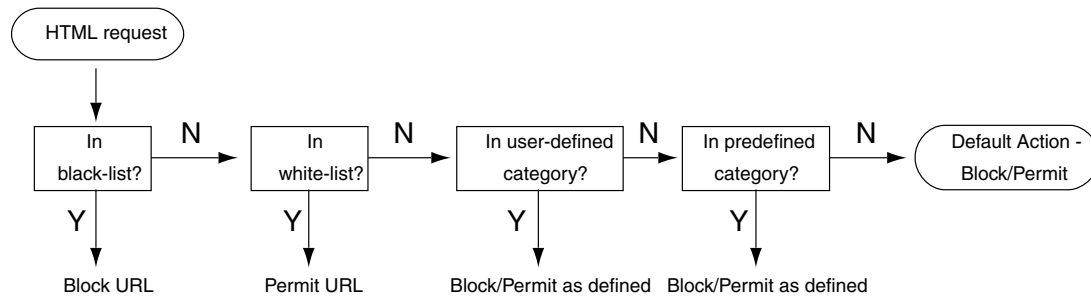 HTML request
In
black-list?
N
In
white-list?
N
In user-defined
category?
N
In predefined
category?
N
Default Action -
Block/Permit
Y
Y
Y
Y
Block URL
Permit URL
Block/Permit as defined
Block/Permit as defined